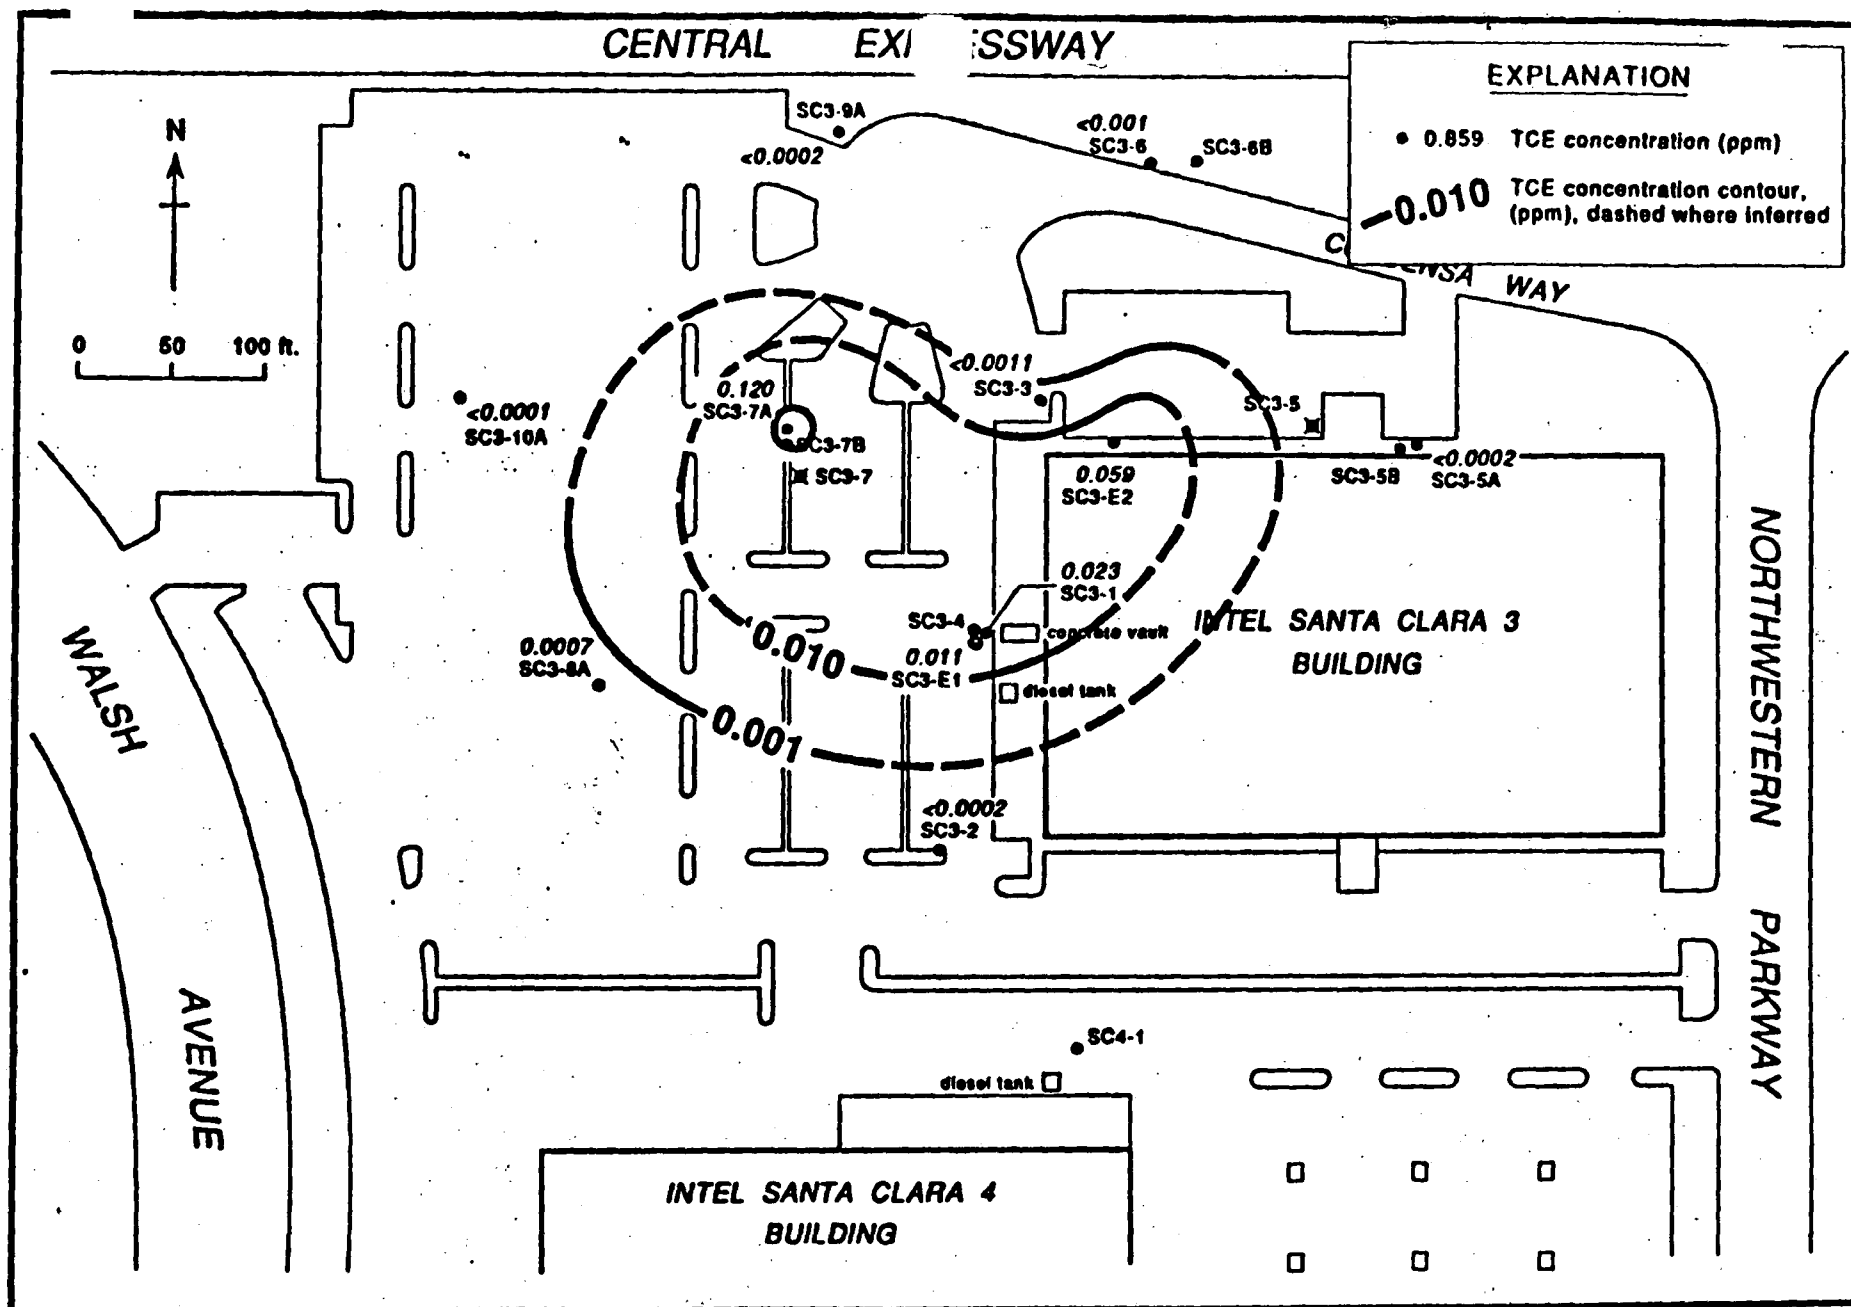 CENTRAL EX SSWAY
EXPLANATION
0.859 TCE concentration (ppm)
0.010 TCE concentration contour,
(ppm), dashed where inferred
N
0 50 100 ft.
SC3-9A
<0.0002
<0.001
SC3-6
SC3-6B
WAY
<0.0011
SC3-3
0.120
SC3-7A
SC3-7B
SC3-7
<0.0001
SC3-10A
SC3-5
0.059
SC3-E2
SC3-5B
<0.0002
SC3-5A
0.023
SC3-1
SC3-4
concrete vault
0.011
SC3-E1
diesel tank
INTEL SANTA CLARA 3
BUILDING
0.0007
SC3-8A
0.010
0.001
<0.0002
SC3-2
WALSH
AVENUE
NORTHWESTERN
PARKWAY
SC4-1
diesel tank
INTEL SANTA CLARA 4
BUILDING